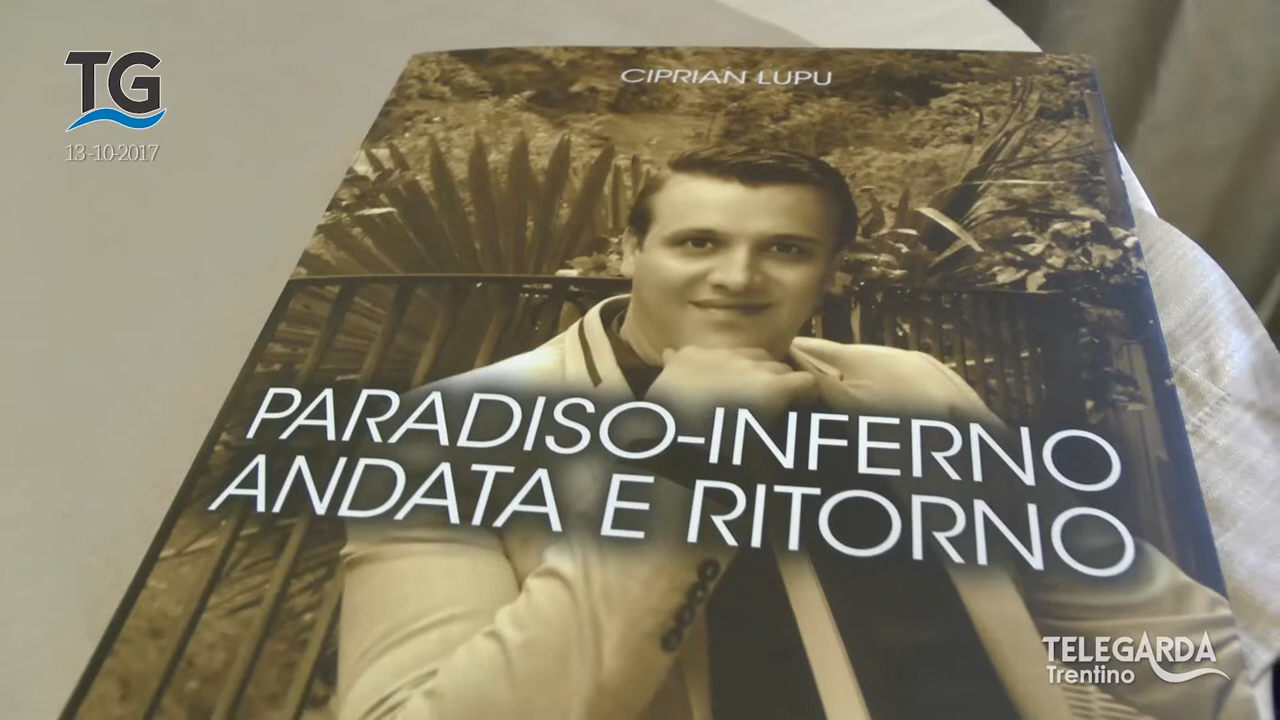 TG
13-10-2017
CIPRIAN LUPU
PARADISO-INFERNO
ANDATA E RITORNO
TELEGARDA
Trentino